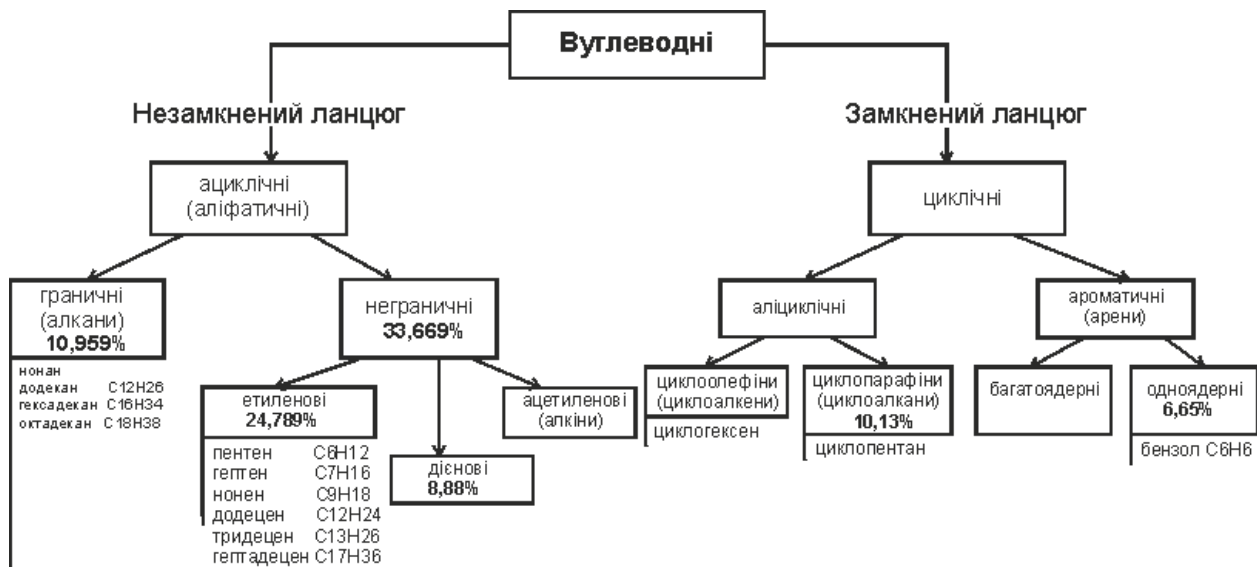 Вуглеводні
Незамкнений ланцюг
Замкнений ланцюг
ациклічні
(аліфатичні)
циклічні
граничні
(алкани)
10,959%
неграничні
33,669%
аліциклічні
ароматичні
(арени)
нонан
додекан C12H26
гексадекан C16H34
октадекан C18H38
етиленові
24,789%
ацетиленові
(алкіни)
циклоолефіни
(циклоалкени)
циклогексен
циклопарафіни
(циклоалкани)
10,13%
циклопентан
багатоядерні
одноядерні
6,65%
бензол C6H6
пентен C6H12
гептен C7H16
нонен C9H18
додецен C12H24
тридецен C13H26
гептадецен C17H36
дієнові
8,88%